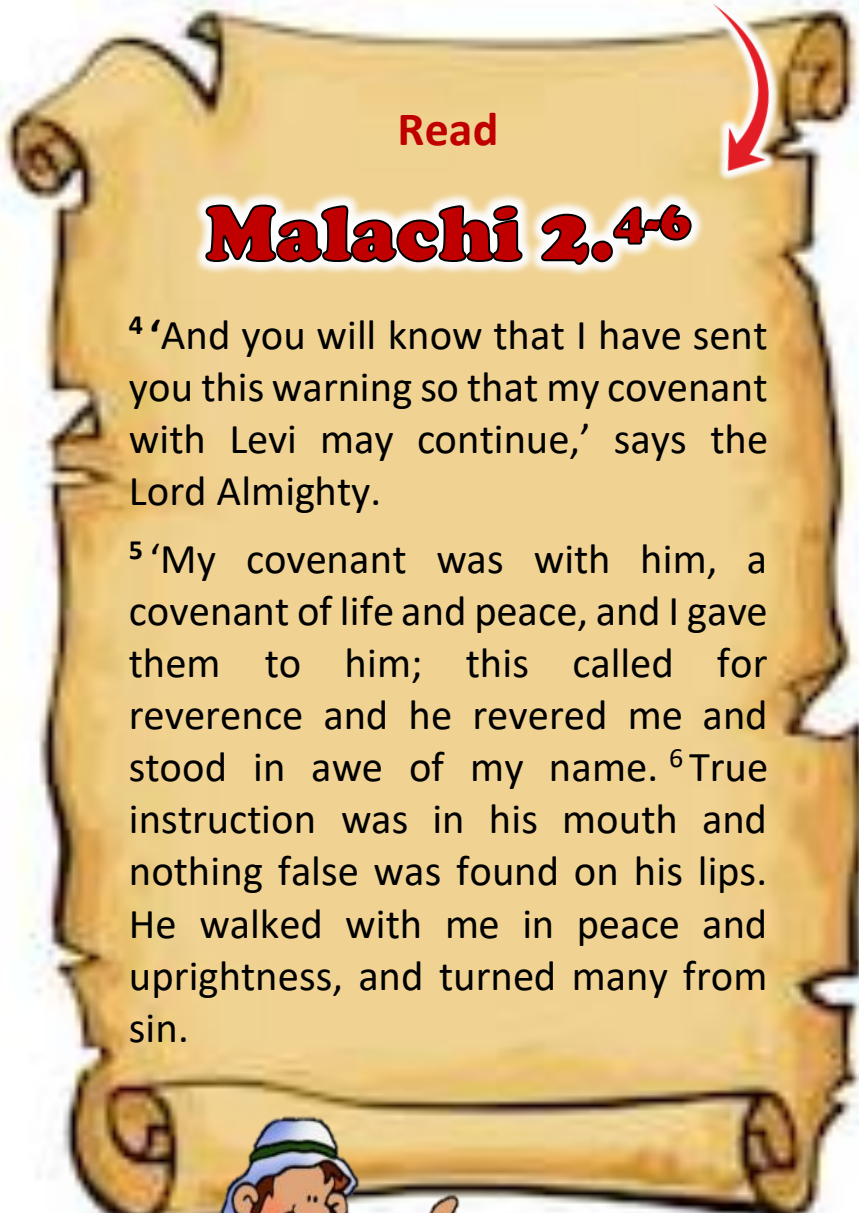 Read
Malachi 2.4-6
4 ‘And you will know that I have sent
you this warning so that my covenant
with Levi may continue,’ says the
Lord Almighty.
5 ‘My covenant was with him, a
covenant of life and peace, and I gave
them to him; this called for
reverence and he revered me and
stood in awe of my name. 6 True
instruction was in his mouth and
nothing false was found on his lips.
He walked with me in peace and
uprightness, and turned many from
sin.